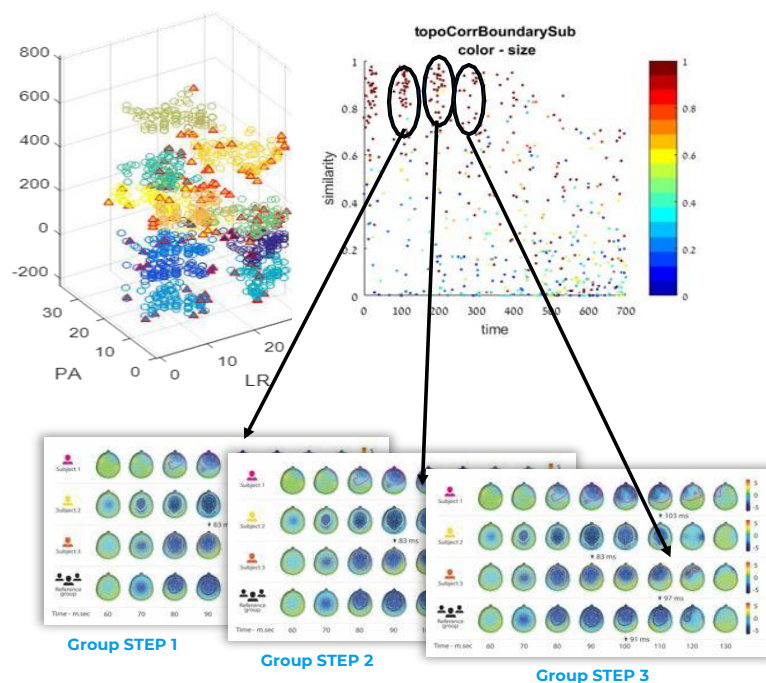 topoCorrBoundarySub
color - size
800
600
400
200
0
-200
30
20
10
0
PA
0
10
20
LR
similarity
1
0.8
0.6
0.4
0.2
0
0 100 200 300 400 500 600 700
time
1
0.8
0.6
0.4
0.2
0
Subject 1
Subject 2
83 ms
Subject 3
Reference
group
Time - m.sec 60 70 80 90
Group STEP 1
Subject 1
Subject 2
83 ms
Subject 3
Reference
group
Time - m.sec 60 70 80 90
Group STEP 2
Subject 1
103 ms
Subject 2
83 ms
Subject 3
97 ms
Reference
group
91 ms
Time - m.sec 60 70 80 90 100 110 120 130
5
-5
5
-5
5
-5
5
-5
Group STEP 3